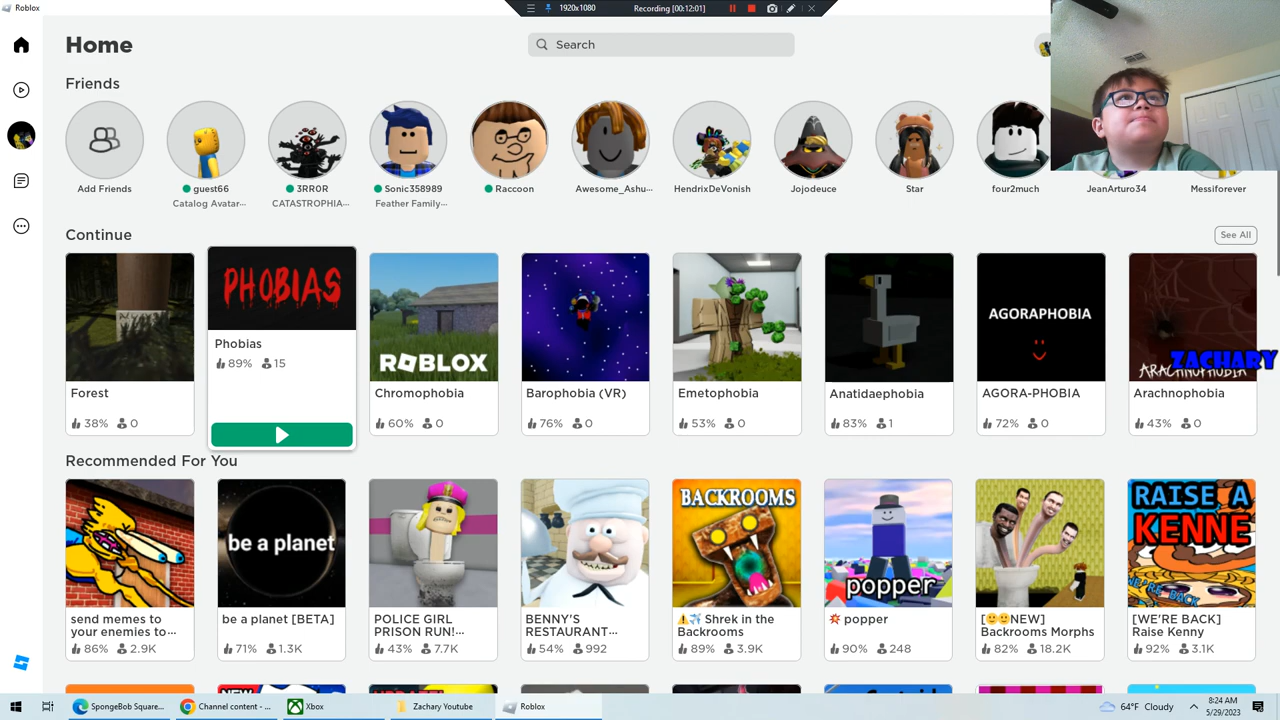 Roblox
1920x1080
Recording [00:12:01]
Home
Search
Friends
Add Friends
guest66
Catalog Avatar...
3RR0R
CATASTROPHIA...
Sonic358989
Feather Family...
Raccoon
Awesome_Ashu...
HendrixDeVonish
Jojodeuce
Star
four2much
JeanArturo34
Messiforever
Continue
See All
Forest
38% 0
PHOBIAS
Phobias
89% 15
ROBLOX
Chromophobia
60% 0
Barophobia (VR)
76% 0
Emetophobia
53% 0
Anatidaephobia
83% 1
AGORAPHOBIA
AGORA-PHOBIA
72% 0
ARACHNOPHOBIA
ZACHARY
Arachnophobia
43% 0
Recommended For You
send memes to
your enemies to...
86% 2.9K
be a planet
be a planet [BETA]
71% 1.3K
POLICE GIRL
PRISON RUN!...
43% 7.7K
BENNY'S
RESTAURANT...
54% 992
BACKROOMS
⚠️✈️ Shrek in the
Backrooms
89% 3.9K
popper
💥 popper
90% 248
[🙂🙂NEW]
Backrooms Morphs
82% 18.2K
RAISE A
KENNE
WE'RE BACK
[WE'RE BACK]
Raise Kenny
92% 3.1K
NEW
SpongeBob Square...
Channel content - ...
Xbox
Zachary Youtube
Roblox
64°F Cloudy
8:24 AM
5/29/2023